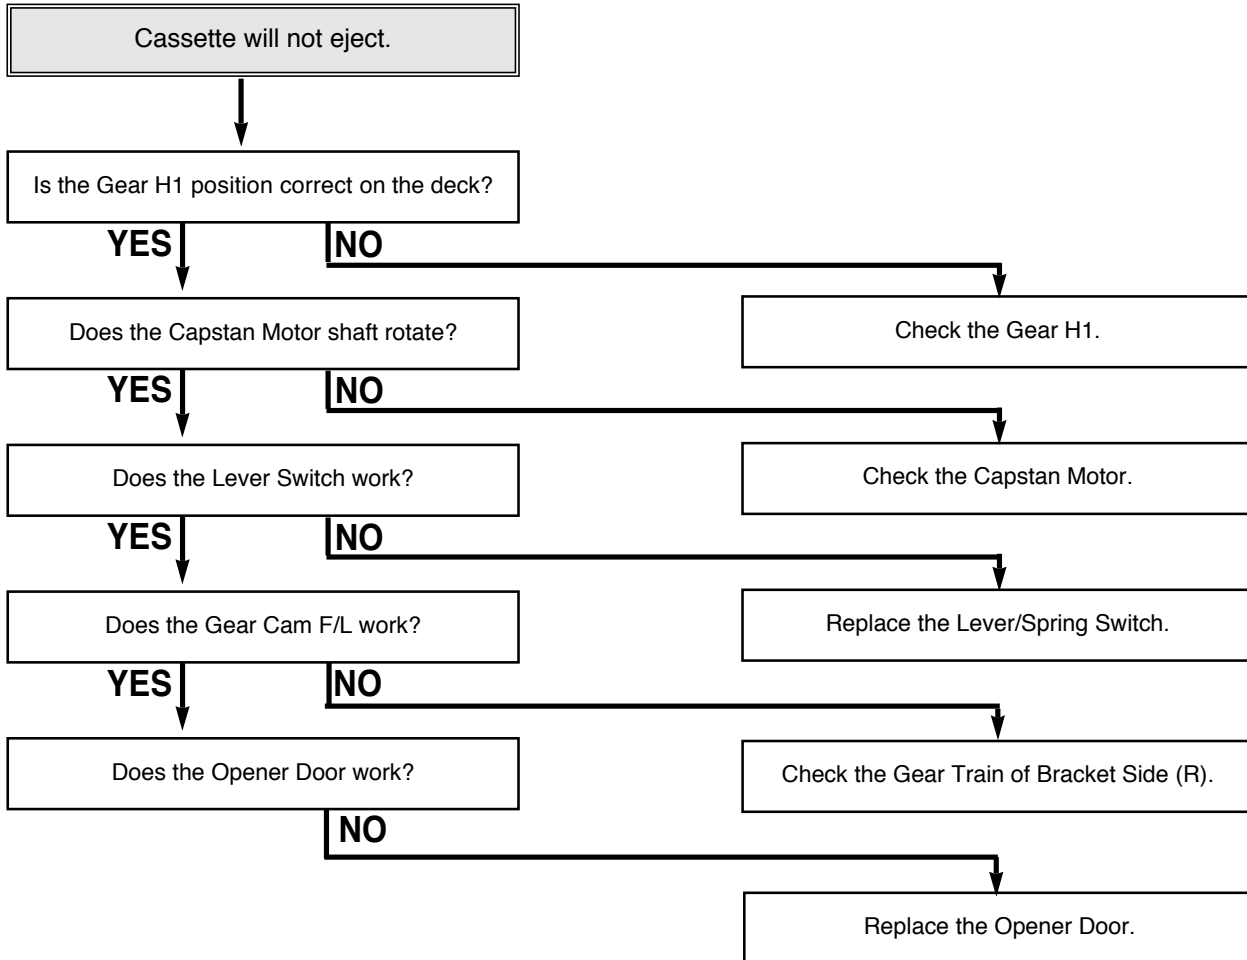 Cassette will not eject.
Is the Gear H1 position correct on the deck?
YES
NO
Does the Capstan Motor shaft rotate?
Check the Gear H1.
YES
NO
Does the Lever Switch work?
Check the Capstan Motor.
YES
NO
Does the Gear Cam F/L work?
Replace the Lever/Spring Switch.
YES
NO
Does the Opener Door work?
Check the Gear Train of Bracket Side (R).
NO
Replace the Opener Door.